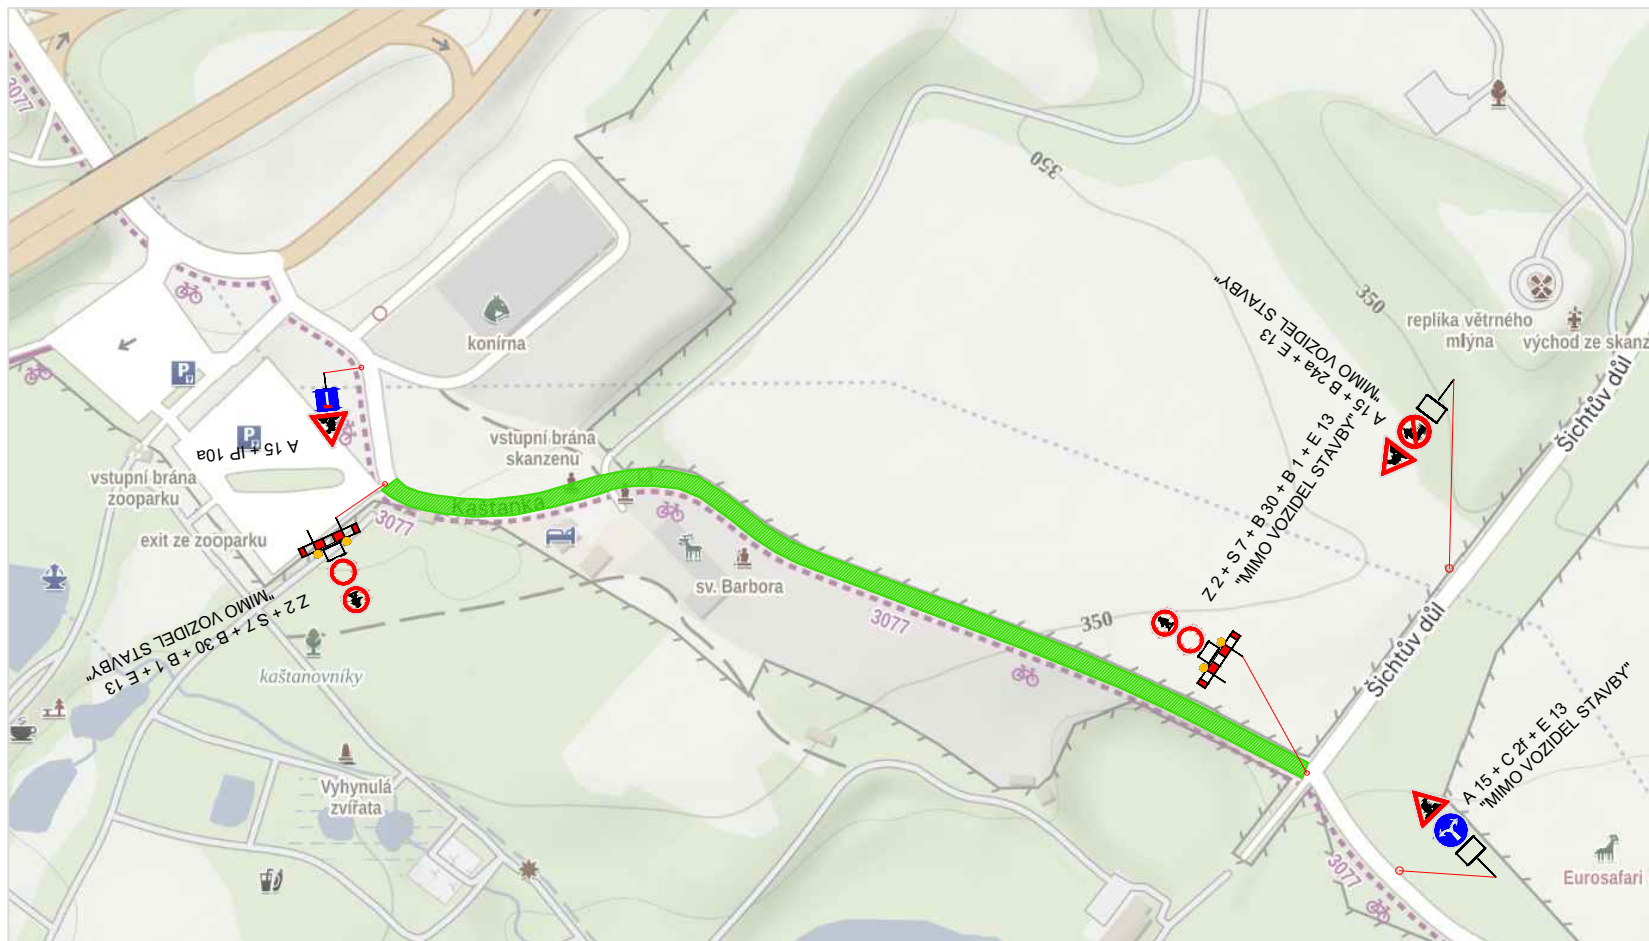 3077
350
350
konírna
replika větrného
mlýna
východ ze skanz
Šichtův důl
"MIMO VOZIDEL STAVBY"
A 15 + B 24a + E 13
Z 2 + S 7 + B 30 + B 1 + E 13
"MIMO VOZIDEL STAVBY"
P
P
A 15 + IP 10a
vstupní brána
skanzenu
vstupní brána
zooparku
Kaštanka
3077
exit ze zooparku
sv. Barbora
Z 2 +
S 7 + B 30 + B 1 + E 13
"MIMO VOZIDEL STAVBY"
3077
350
kaštanovníky
Šichtův důl
A 15 + C 2f + E 13
"MIMO VOZIDEL STAVBY"
Vyhynulá
zvířata
3077
Eurosafari